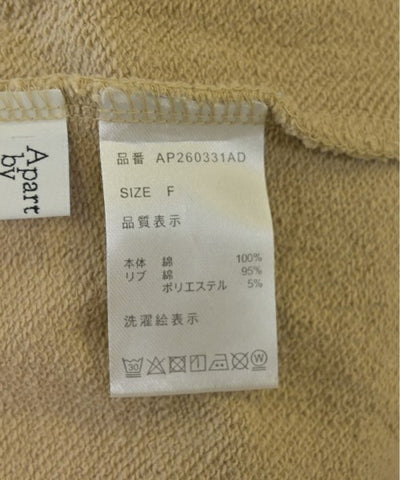 Apart
by
品番 AP260331AD
SIZE F
品質表示
本体 綿 100%
リブ 綿 95%
ポリエステル 5%
洗濯絵表示
30 W